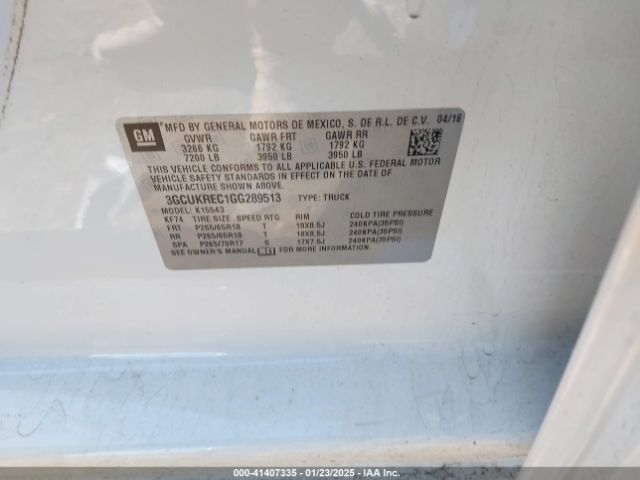 GM
MFD BY GENERAL MOTORS DE MEXICO, S. DE R.L. DE C.V. 04/16
GVWR GAWR FRT GAWR RR
3266 KG 1792 KG 1792 KG
7200 LB 3950 LB 3950 LB
THIS VEHICLE CONFORMS TO ALL APPLICABLE U.S. FEDERAL MOTOR
VEHICLE SAFETY STANDARDS IN EFFECT ON THE DATE OF
MANUFACTURE SHOWN ABOVE.
3GCUKREC1GG289513 TYPE: TRUCK
MODEL: K15543
KF74 TIRE SIZE SPEED RTG RIM COLD TIRE PRESSURE
FRT P265/65R18 T 18X8.5J 240KPA(35PSI)
RR P265/65R18 T 18X8.5J 240KPA(35PSI)
SPA P265/70R17 S 17X7.5J 240KPA(35PSI)
SEE OWNER'S MANUAL FOR MORE INFORMATION.
00-41407335 - 01/23/2025 - IAA Inc.